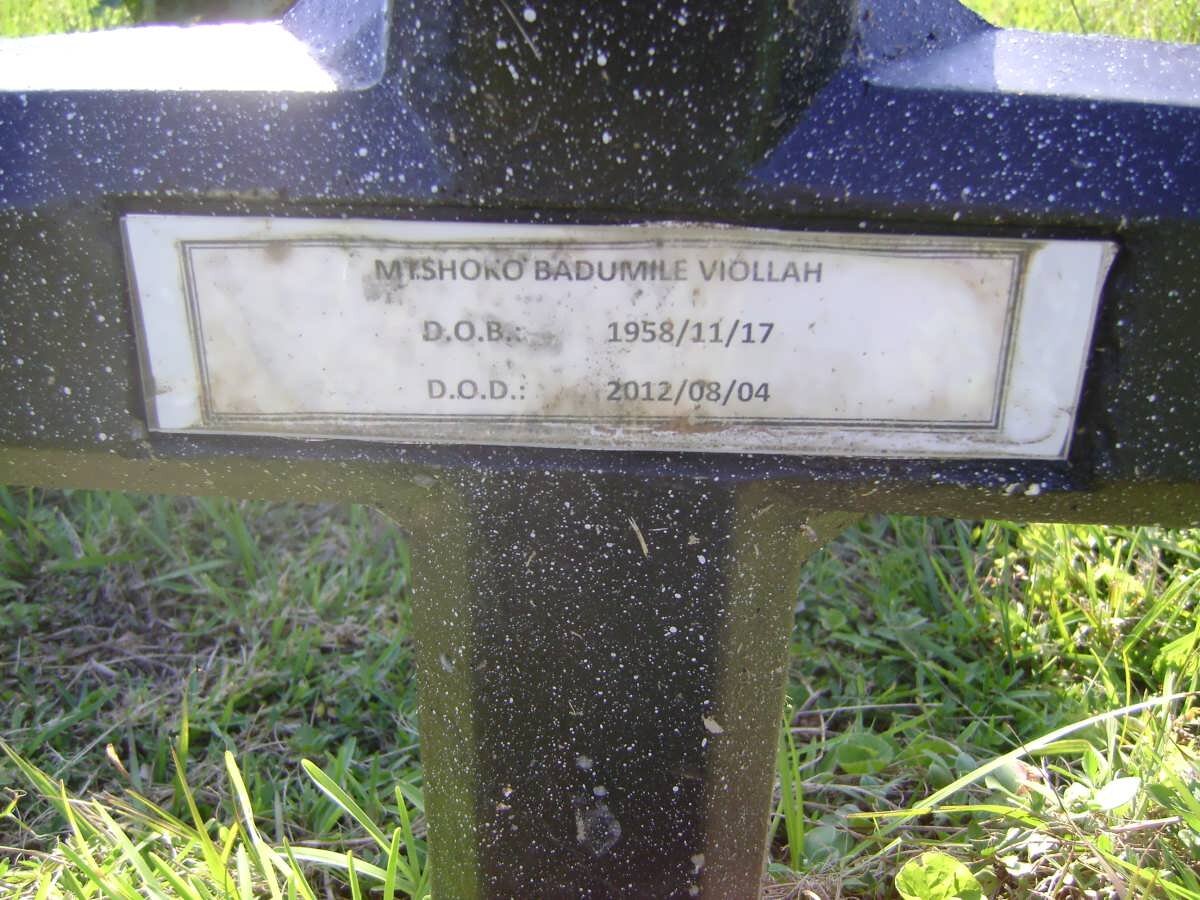 MTSHOKO BADUMILE VIOLLAH
D.O.B.: 1958/11/17
D.O.D.: 2012/08/04